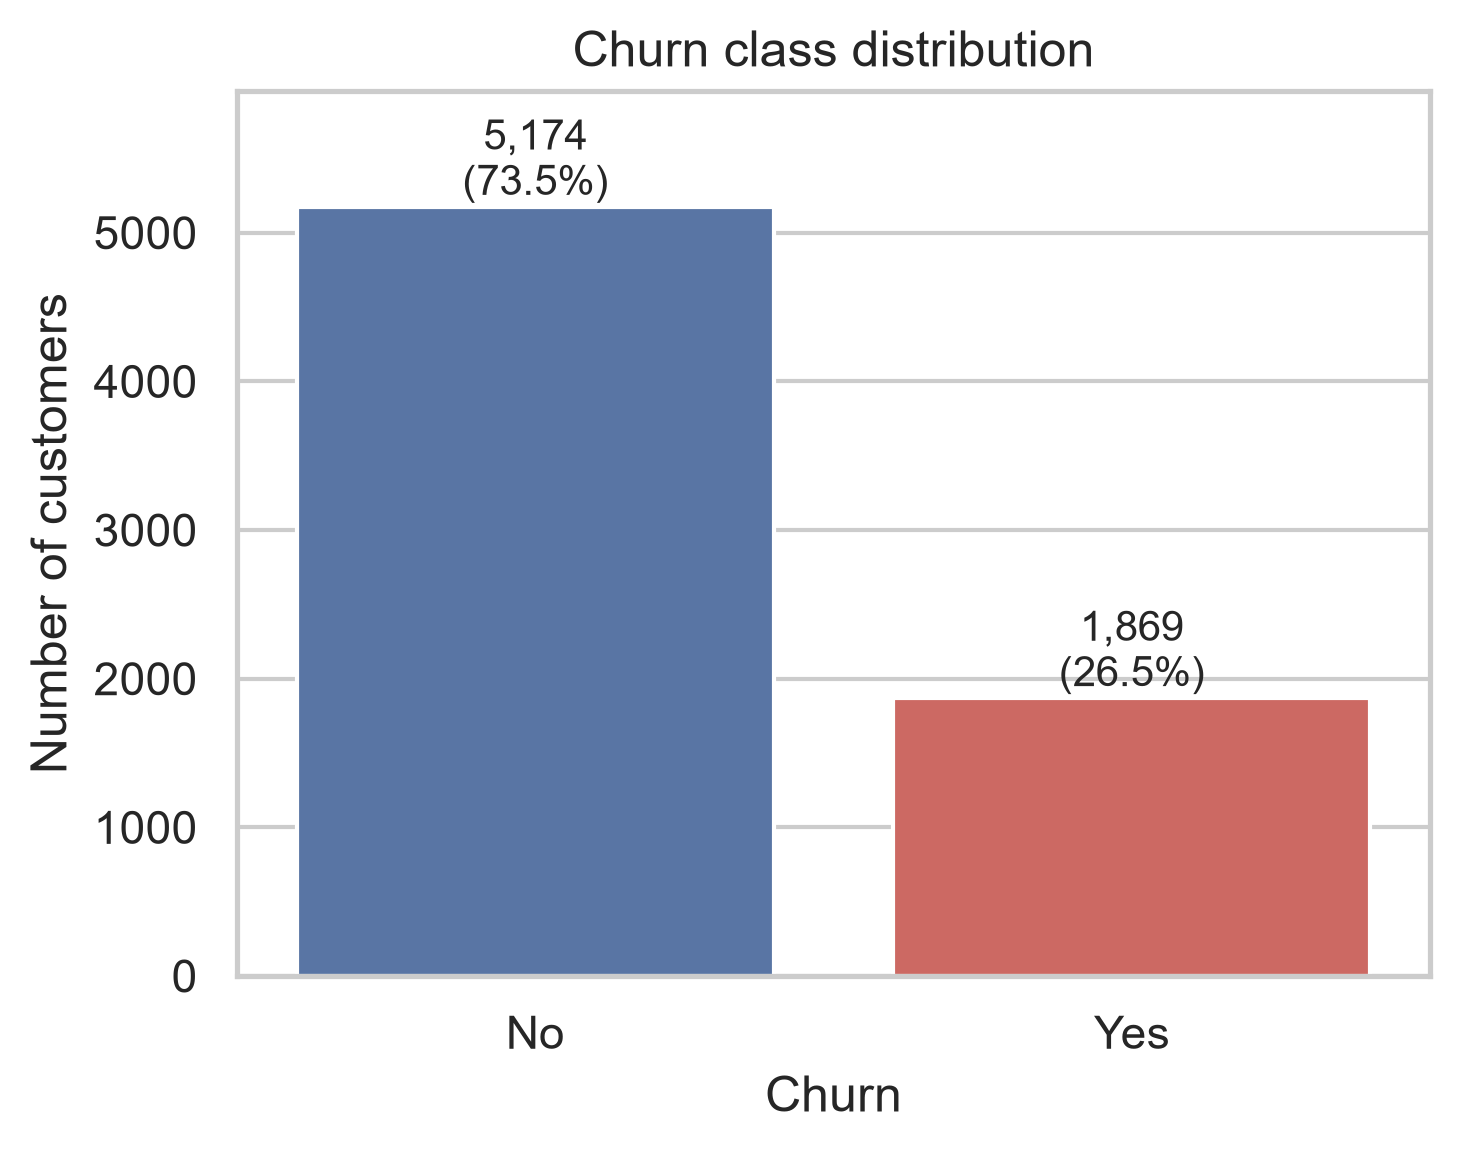 Churn class distribution
5,174
(73.5%)
1,869
(26.5%)
5000
4000
3000
2000
1000
0
Number of customers
No
Yes
Churn